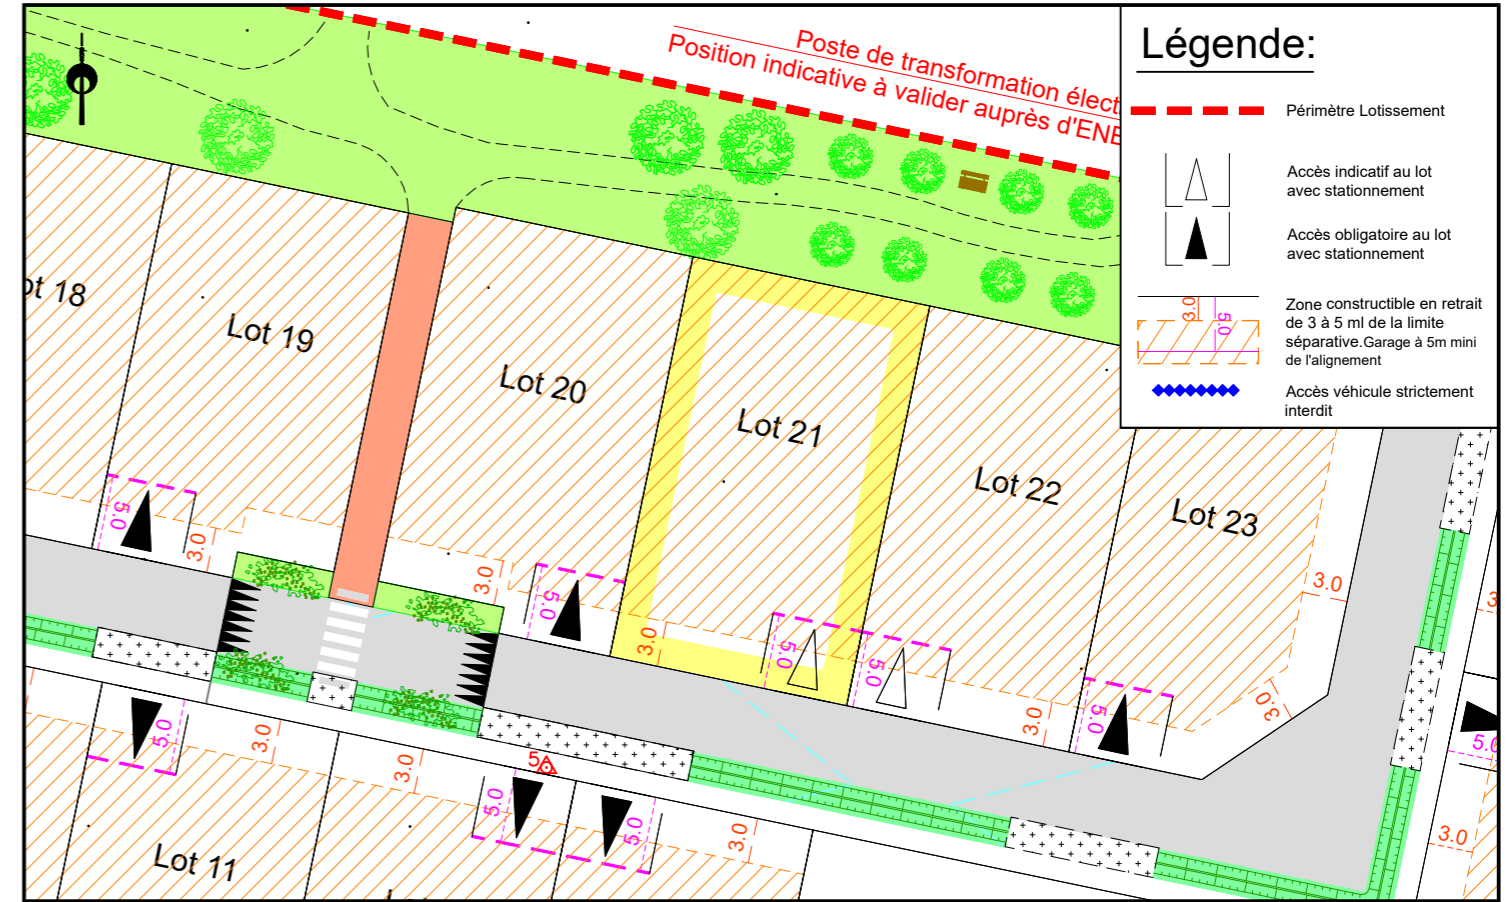 Poste de transformation élect
Position indicative à valider auprès d'ENE
Légende:
Périmètre Lotissement
Accès indicatif au lot
avec stationnement
Accès obligatoire au lot
avec stationnement
3.0
5.0
Zone constructible en retrait
de 3 à 5 ml de la limite
séparative.Garage à 5m mini
de l'alignement
Accès véhicule strictement
interdit
ot 18
Lot 19
Lot 20
Lot 21
Lot 22
Lot 23
5.0
3.0
3.0
5.0
3.0
5.0
5.0
3.0
5.0
3.0
3.0
3
5.0
3.0
3.0
5
5.0
5.0
3.0
5.0
3.0
Lot 11